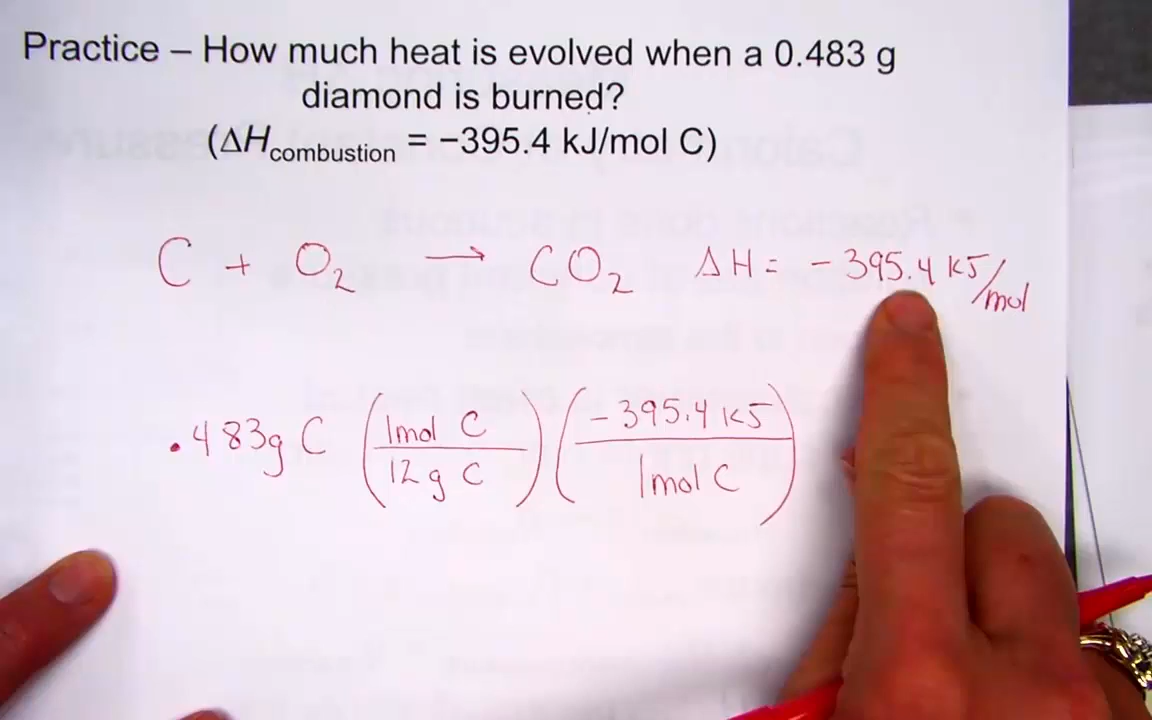 Practice – How much heat is evolved when a 0.483 g
diamond is burned?
(ΔHcombustion = −395.4 kJ/mol C)
C + O₂ → CO₂ ΔH = −395.4 kJ/mol
.483g C (1mol C / 12 g C) (−395.4 kJ / 1mol C)